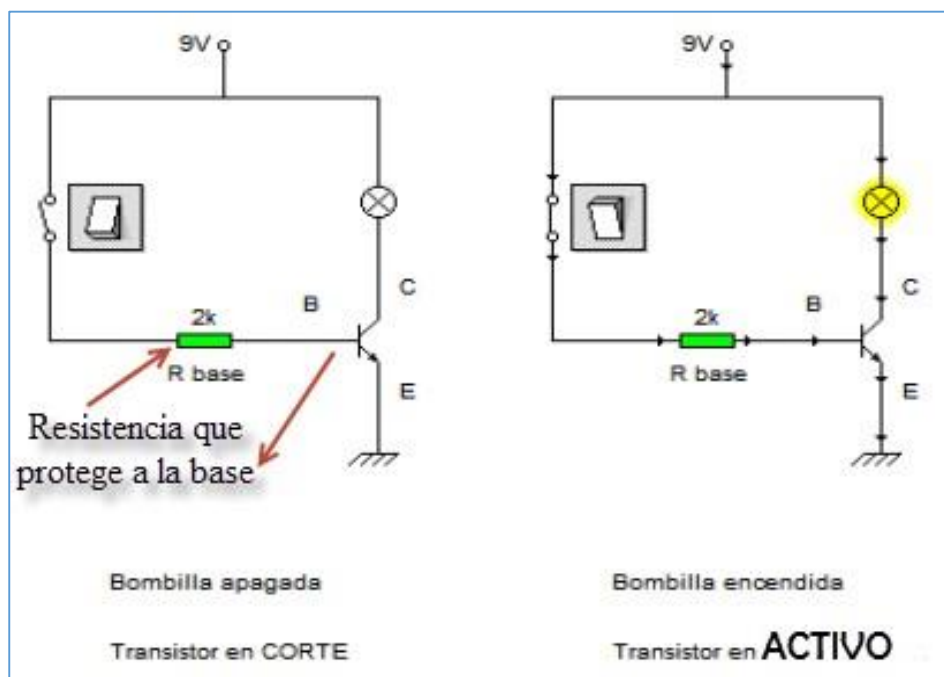 9V
C
B
2k
R base
E
Resistencia que
protege a la base
Bombilla apagada
Transistor en CORTE
9V
C
B
2k
R base
E
Bombilla encendida
Transistor en ACTIVO